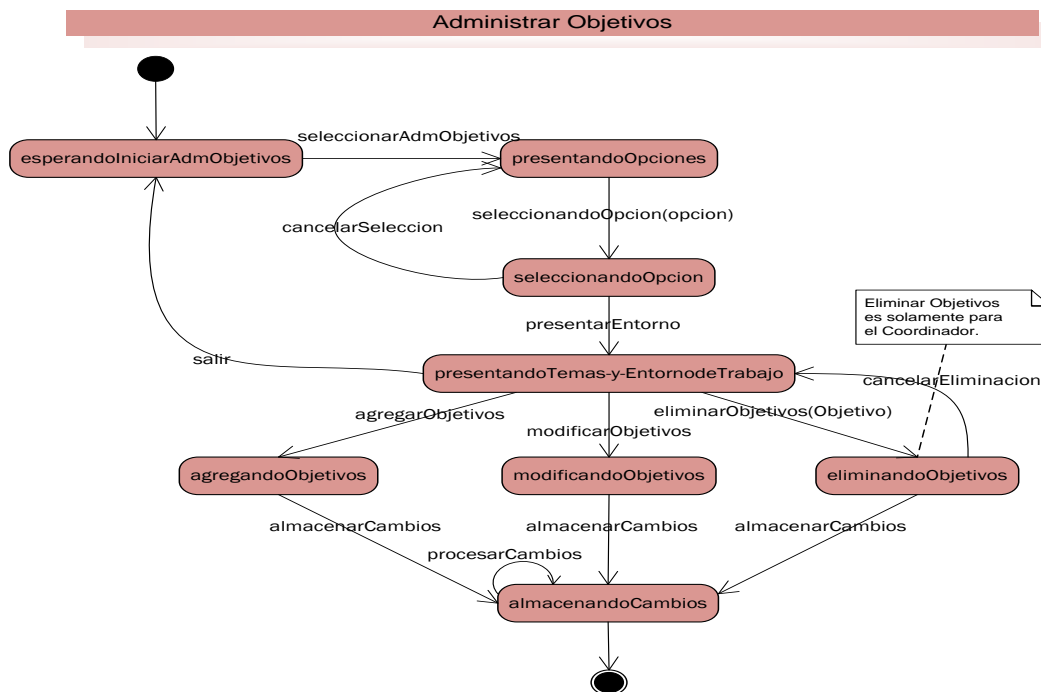 Administrar Objetivos
seleccionarAdmObjetivos
esperandoIniciarAdmObjetivos
presentandoOpciones
seleccionandoOpcion(opcion)
cancelarSeleccion
seleccionandoOpcion
Eliminar Objetivos
es solamente para
el Coordinador.
presentarEntorno
salir
presentandoTemas-y-EntornodeTrabajo
cancelarEliminacion
agregarObjetivos
eliminarObjetivos(Objetivo)
modificarObjetivos
agregandoObjetivos
modificandoObjetivos
eliminandoObjetivos
almacenarCambios
almacenarCambios
almacenarCambios
procesarCambios
almacenandoCambios